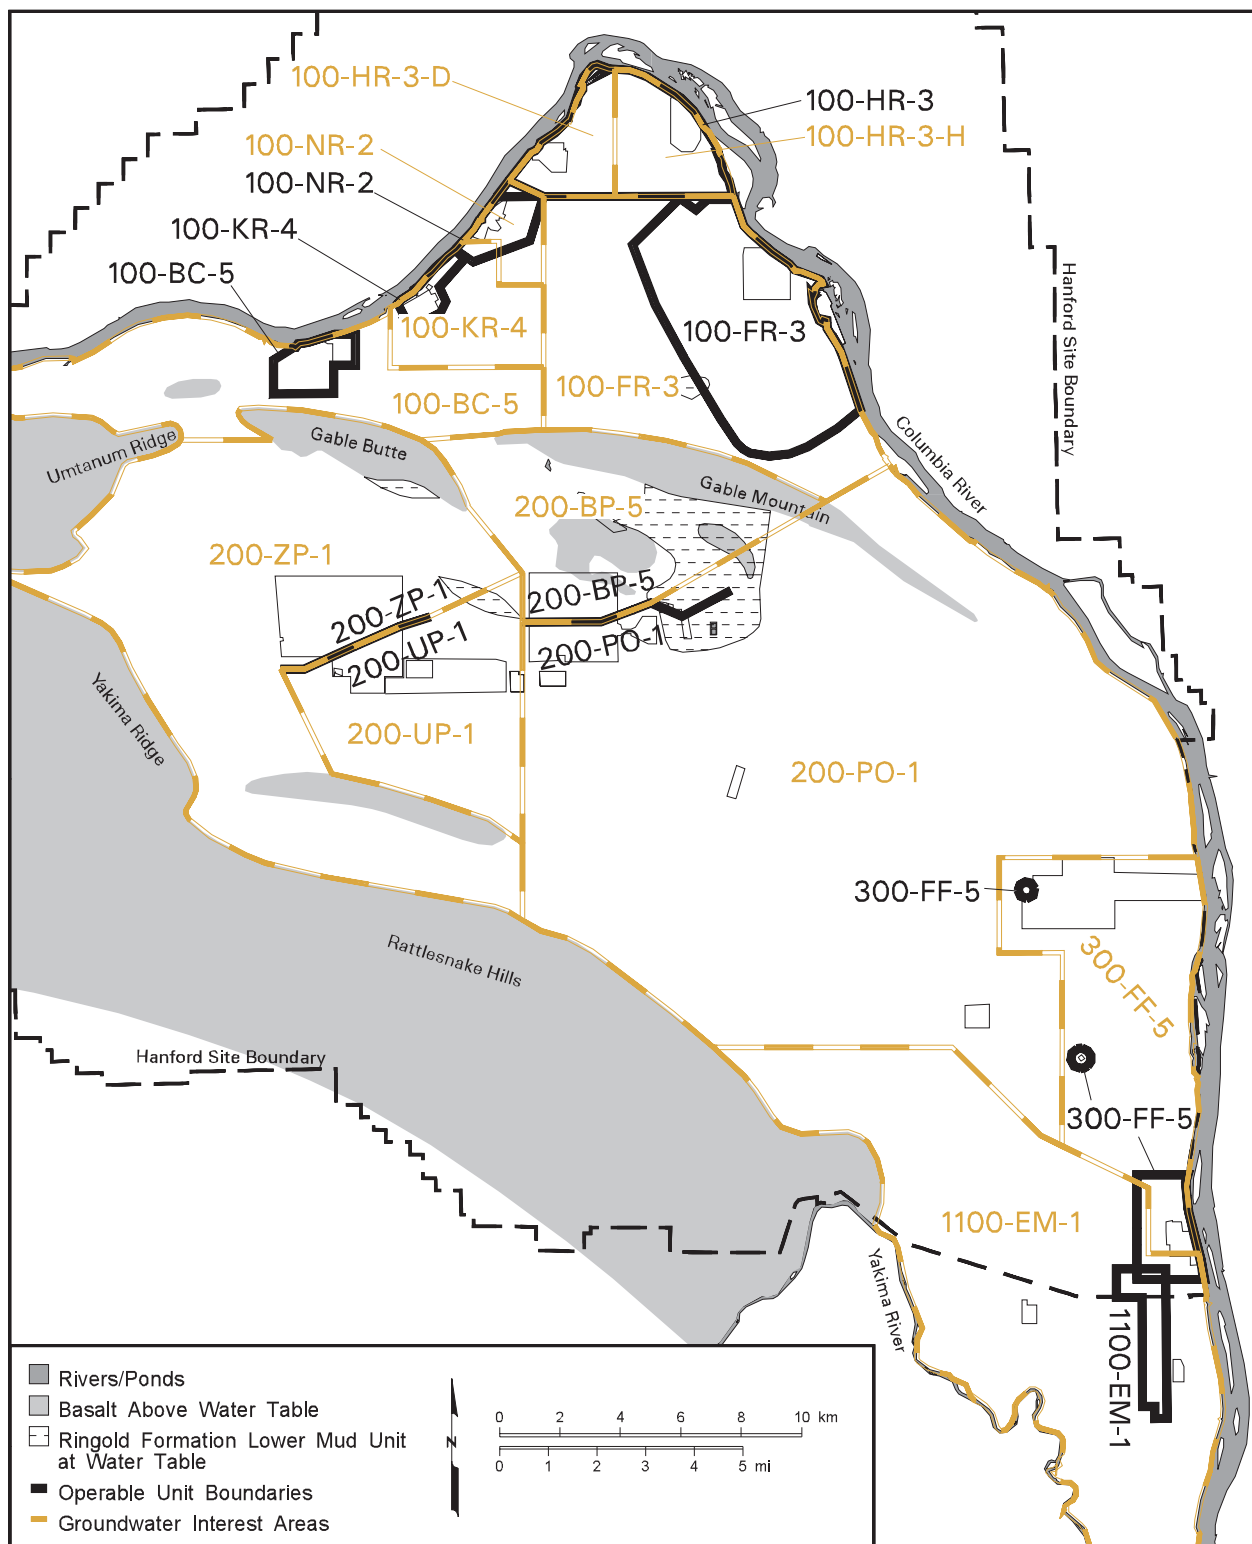 100-HR-3-D
100-HR-3
100-HR-3-H
100-NR-2
100-NR-2
100-KR-4
100-BC-5
Hanford Site Boundary
100-KR-4
100-FR-3
100-FR-3
100-BC-5
Columbia River
Umtanum Ridge
Gable Butte
Gable Mountain
200-BP-5
200-ZP-1
200-ZP-1
200-BP-5
200-UP-1
200-PO-1
Yakima Ridge
200-UP-1
200-PO-1
300-FF-5
Rattlesnake Hills
300-FF-5
Hanford Site Boundary
300-FF-5
1100-EM-1
Yakima River
1100-EM-1
Rivers/Ponds
Basalt Above Water Table
Ringold Formation Lower Mud Unit
at Water Table
Operable Unit Boundaries
Groundwater Interest Areas
N
0 2 4 6 8 10 km
0 1 2 3 4 5 mi